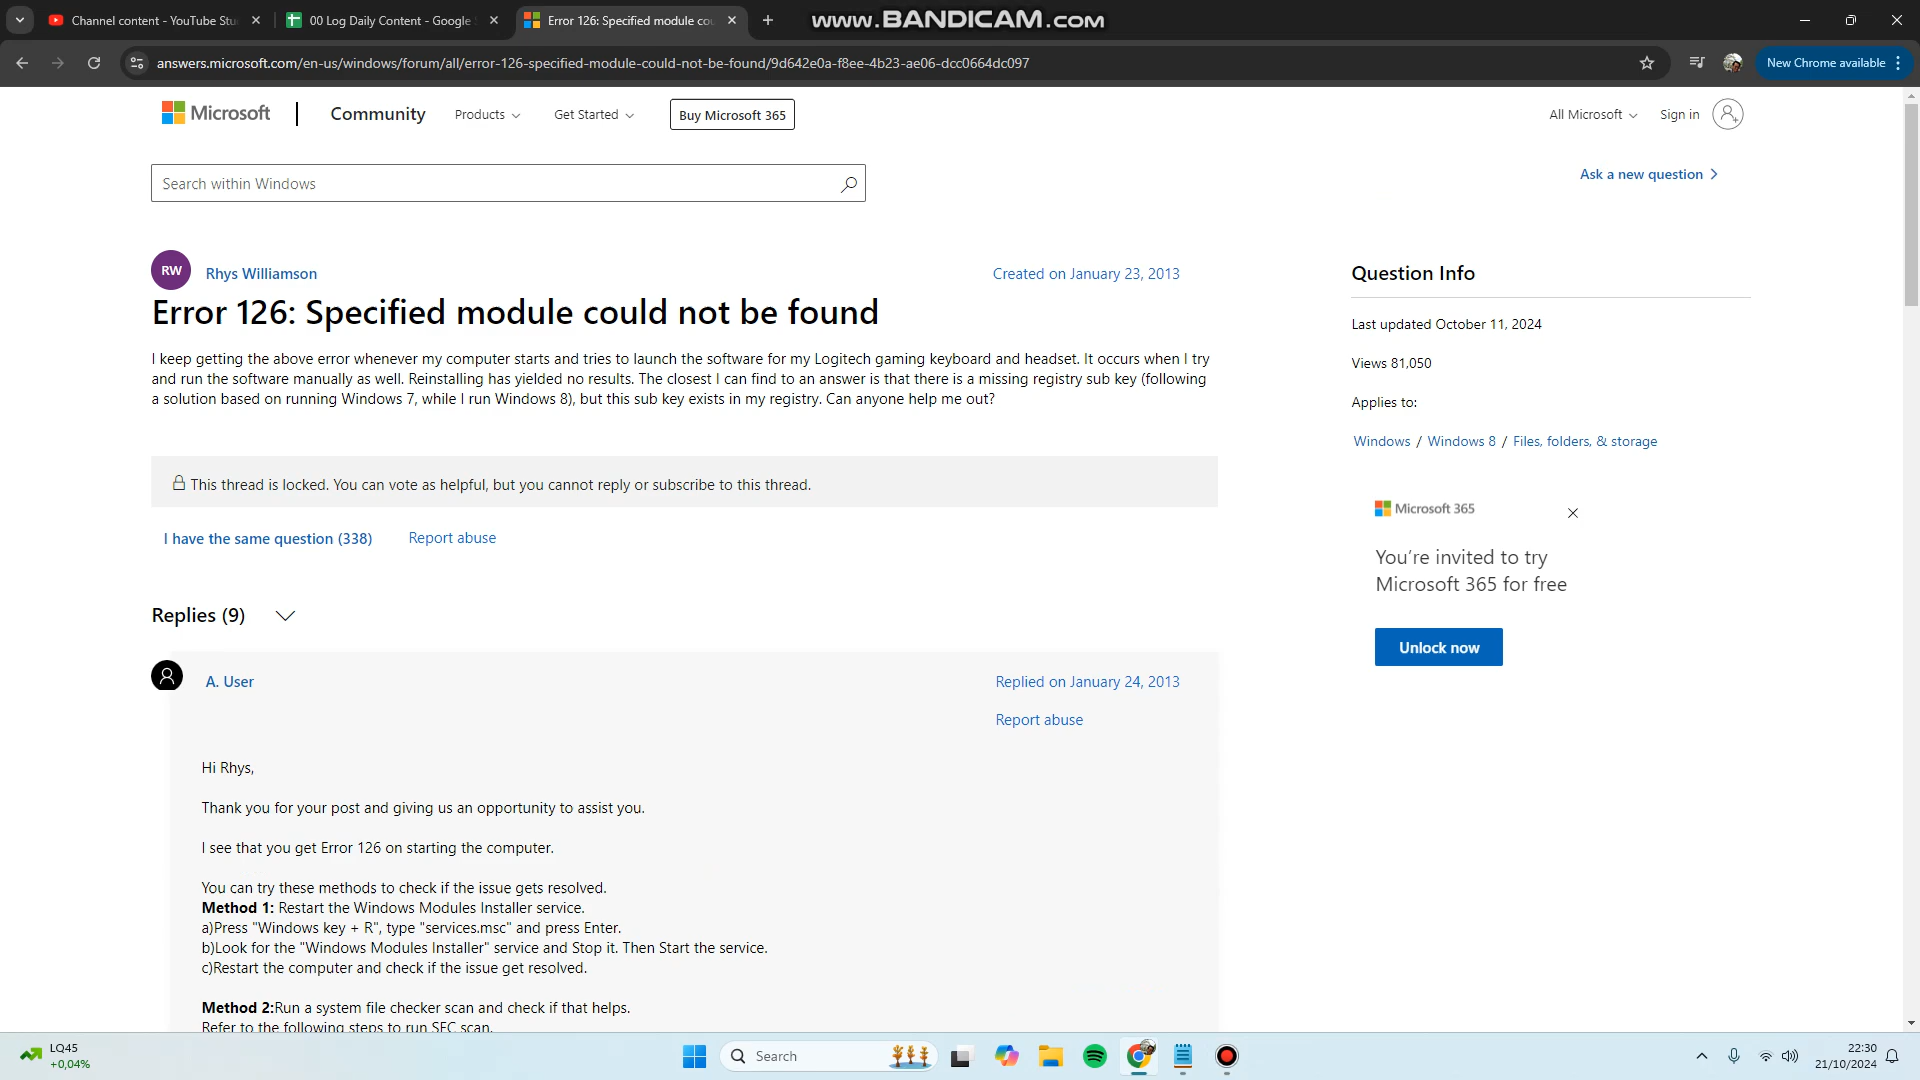 Channel content - YouTube Stu
00 Log Daily Content - Google S
Error 126: Specified module cou
www.BANDICAM.com
answers.microsoft.com/en-us/windows/forum/all/error-126-specified-module-could-not-be-found/9d642e0a-f8ee-4b23-ae06-dcc0664dc097
New Chrome available
Microsoft
Community
Products
Get Started
Buy Microsoft 365
All Microsoft
Sign in
Search within Windows
Ask a new question
RW
Rhys Williamson
Created on January 23, 2013
Error 126: Specified module could not be found
I keep getting the above error whenever my computer starts and tries to launch the software for my Logitech gaming keyboard and headset. It occurs when I try
and run the software manually as well. Reinstalling has yielded no results. The closest I can find to an answer is that there is a missing registry sub key (following
a solution based on running Windows 7, while I run Windows 8), but this sub key exists in my registry. Can anyone help me out?
This thread is locked. You can vote as helpful, but you cannot reply or subscribe to this thread.
I have the same question (338)
Report abuse
Question Info
Last updated October 11, 2024
Views 81,050
Applies to:
Windows / Windows 8 / Files, folders, & storage
Microsoft 365
You're invited to try
Microsoft 365 for free
Unlock now
Replies (9)
A. User
Replied on January 24, 2013
Report abuse
Hi Rhys,
Thank you for your post and giving us an opportunity to assist you.
I see that you get Error 126 on starting the computer.
You can try these methods to check if the issue gets resolved.
Method 1: Restart the Windows Modules Installer service.
a)Press "Windows key + R", type "services.msc" and press Enter.
b)Look for the "Windows Modules Installer" service and Stop it. Then Start the service.
c)Restart the computer and check if the issue get resolved.
Method 2:Run a system file checker scan and check if that helps.
Refer to the following steps to run SFC scan.
LQ45
+0,04%
Search
22:30
21/10/2024